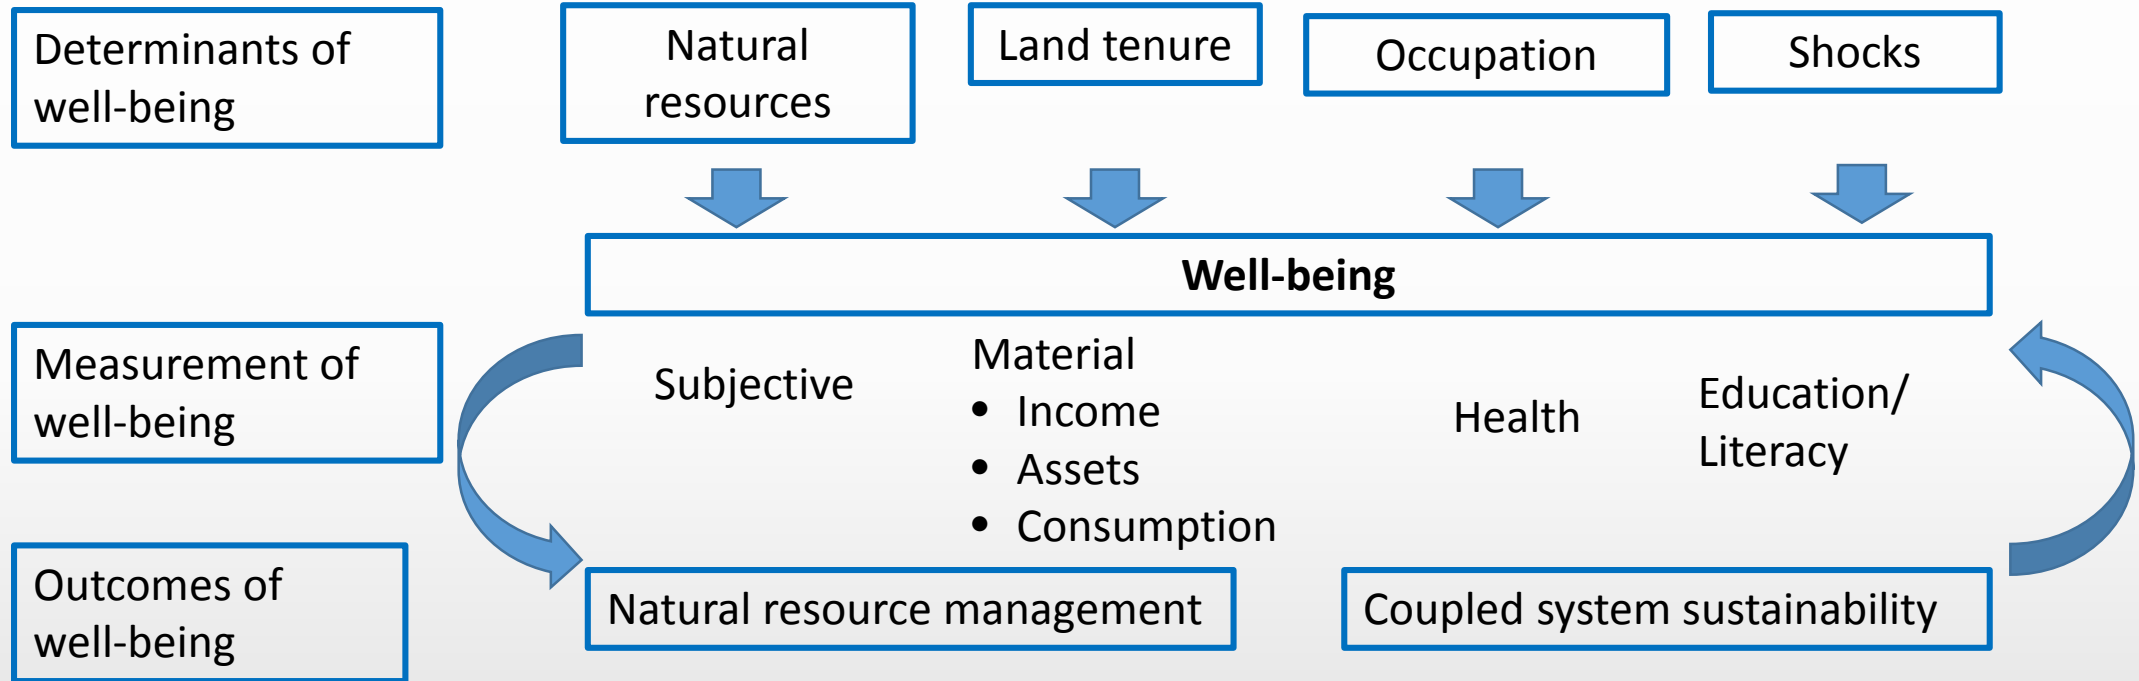 Determinants of
well-being
Natural
resources
Land tenure
Occupation
Shocks
Well-being
Measurement of
well-being
Subjective
Material
• Income
• Assets
• Consumption
Health
Education/
Literacy
Outcomes of
well-being
Natural resource management
Coupled system sustainability